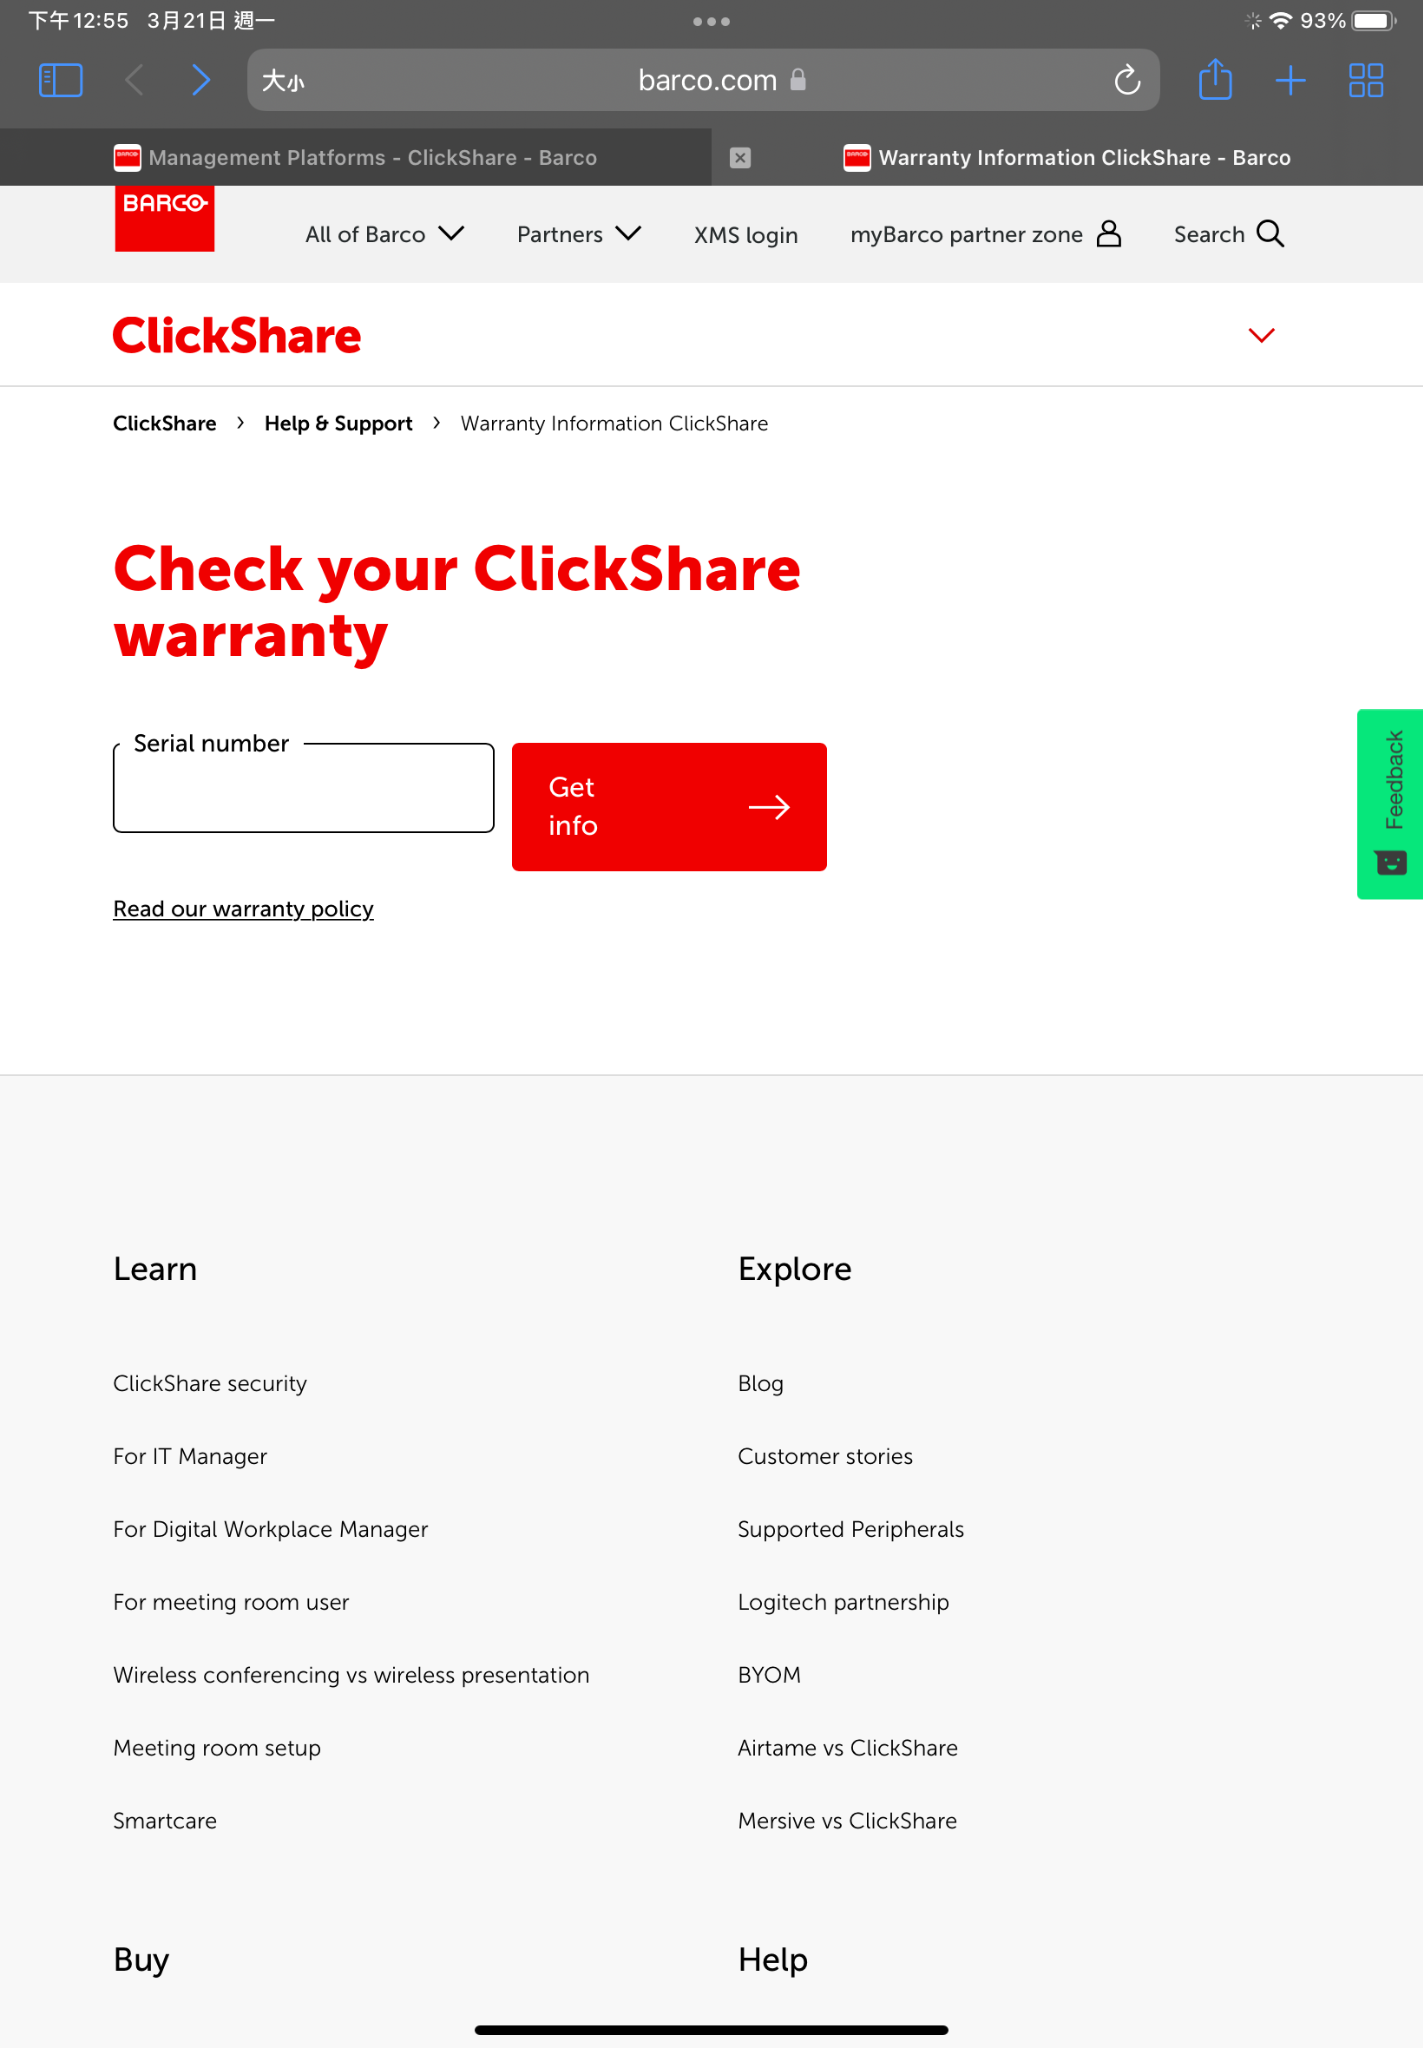 下午12:55 3月21日 週一
93%
大小
barco.com
Management Platforms - ClickShare - Barco
Warranty Information ClickShare - Barco
BARCO
All of Barco
Partners
XMS login
myBarco partner zone
Search
ClickShare
ClickShare > Help & Support > Warranty Information ClickShare
Check your ClickShare
warranty
Serial number
Get
info
Feedback
Read our warranty policy
Learn
ClickShare security
For IT Manager
For Digital Workplace Manager
For meeting room user
Wireless conferencing vs wireless presentation
Meeting room setup
Smartcare
Explore
Blog
Customer stories
Supported Peripherals
Logitech partnership
BYOM
Airtame vs ClickShare
Mersive vs ClickShare
Buy
Help